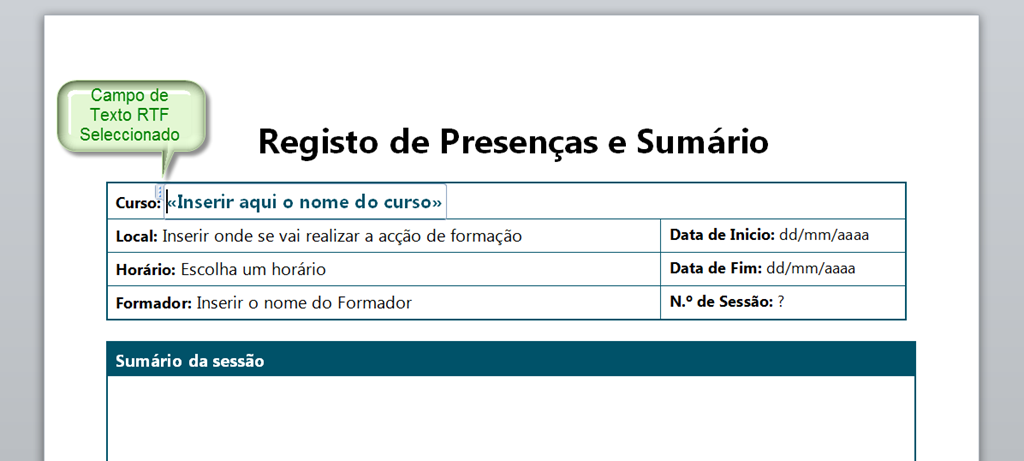 Campo de
Texto RTF
Seleccionado
Registo de Presenças e Sumário
Curso: «Inserir aqui o nome do curso»
Local: Inserir onde se vai realizar a acção de formação
Data de Inicio: dd/mm/aaaa
Horário: Escolha um horário
Data de Fim: dd/mm/aaaa
Formador: Inserir o nome do Formador
N.º de Sessão: ?
Sumário da sessão